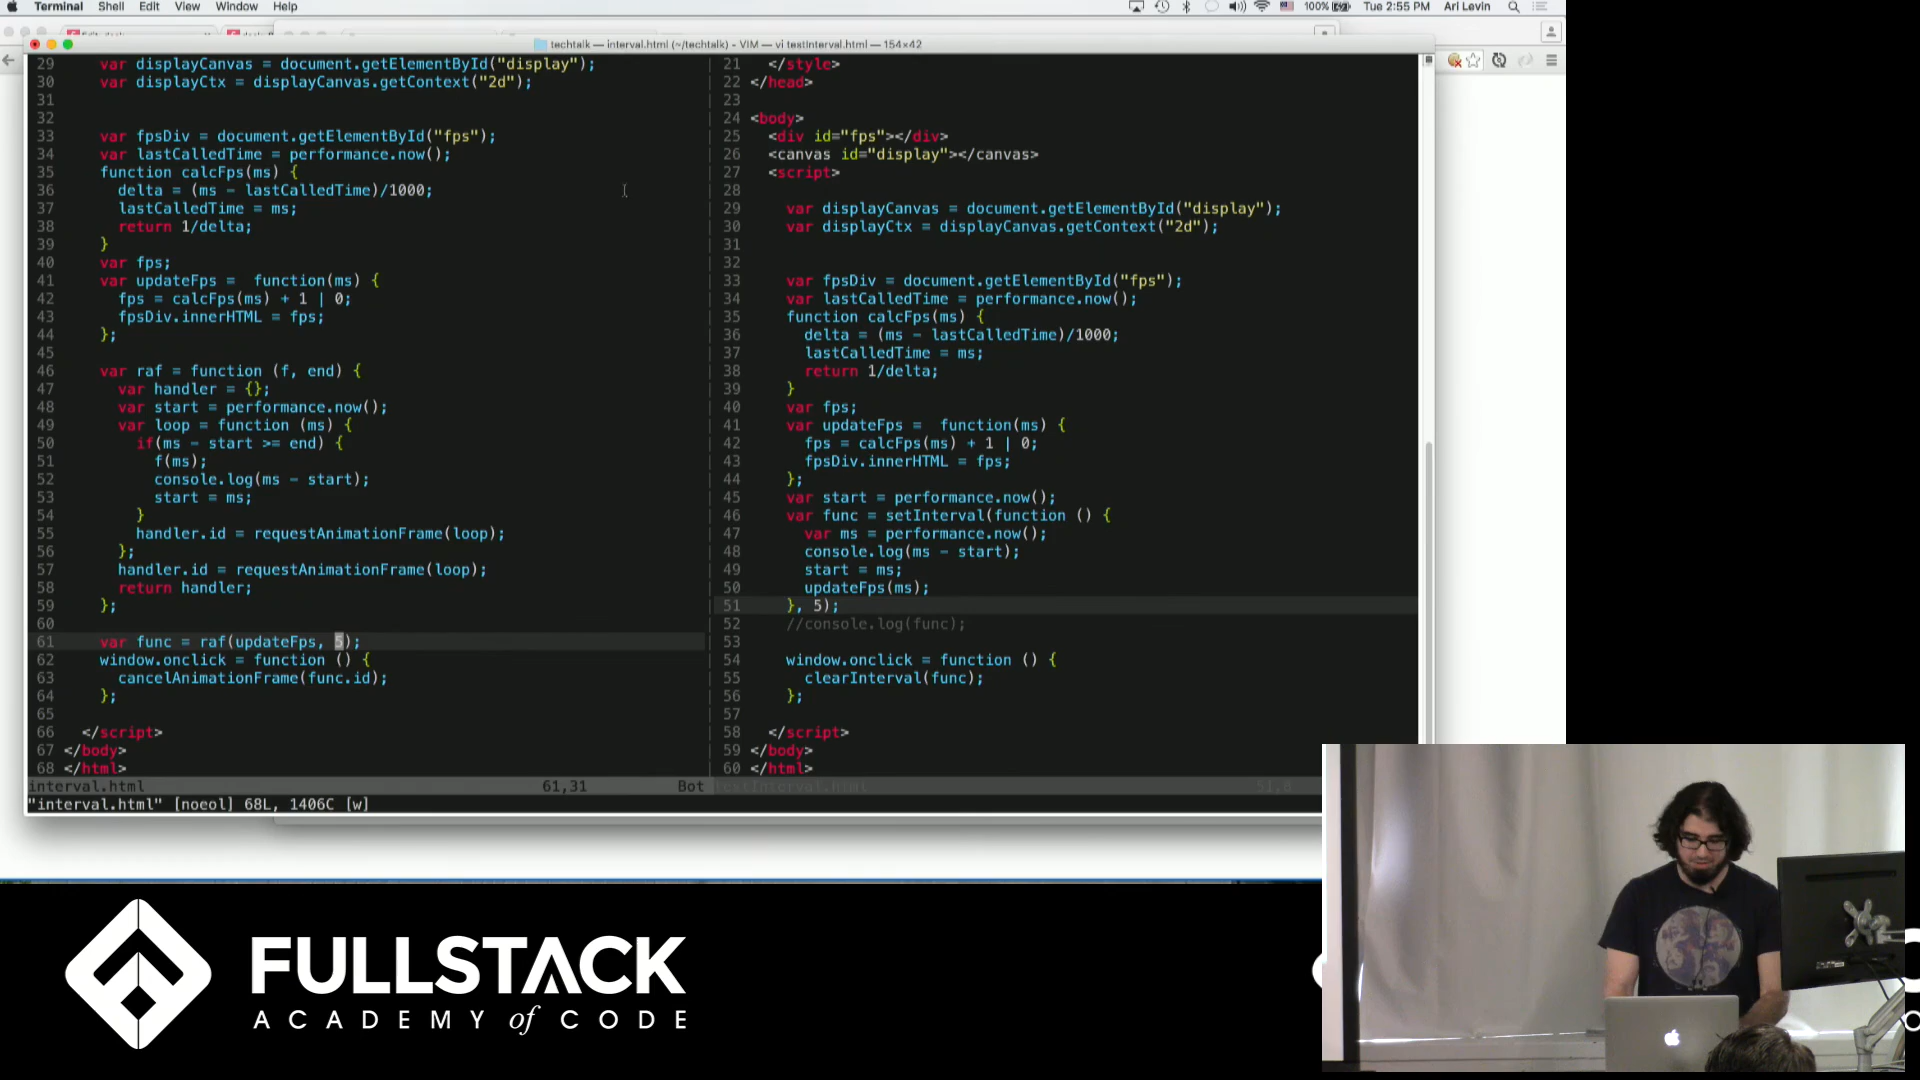 Terminal Shell Edit View Window Help 100% Tue 2:55 PM Ari Levin
techtalk — interval.html (~/techtalk) - VIM — vi testInterval.html — 154×42
29 var displayCanvas = document.getElementById("display");
30 var displayCtx = displayCanvas.getContext("2d");
31
32
33 var fpsDiv = document.getElementById("fps");
34 var lastCalledTime = performance.now();
35 function calcFps(ms) {
36 delta = (ms - lastCalledTime)/1000;
37 lastCalledTime = ms;
38 return 1/delta;
39 }
40 var fps;
41 var updateFps =  function(ms) {
42 fps = calcFps(ms) + 1 | 0;
43 fpsDiv.innerHTML = fps;
44 };
45
46 var raf = function (f, end) {
47 var handler = {};
48 var start = performance.now();
49 var loop = function (ms) {
50 if(ms - start >= end) {
51 f(ms);
52 console.log(ms - start);
53 start = ms;
54 }
55 handler.id = requestAnimationFrame(loop);
56 };
57 handler.id = requestAnimationFrame(loop);
58 return handler;
59 };
60
61 var func = raf(updateFps, 5);
62 window.onclick = function () {
63 cancelAnimationFrame(func.id);
64 };
65
66 </script>
67 </body>
68 </html>
interval.html 61,31 Bot
"interval.html" [noeol] 68L, 1406C [w]
21 </style>
22 </head>
23
24 <body>
25 <div id="fps"></div>
26 <canvas id="display"></canvas>
27 <script>
28
29 var displayCanvas = document.getElementById("display");
30 var displayCtx = displayCanvas.getContext("2d");
31
32
33 var fpsDiv = document.getElementById("fps");
34 var lastCalledTime = performance.now();
35 function calcFps(ms) {
36 delta = (ms - lastCalledTime)/1000;
37 lastCalledTime = ms;
38 return 1/delta;
39 }
40 var fps;
41 var updateFps =  function(ms) {
42 fps = calcFps(ms) + 1 | 0;
43 fpsDiv.innerHTML = fps;
44 };
45 var start = performance.now();
46 var func = setInterval(function () {
47 var ms = performance.now();
48 console.log(ms - start);
49 start = ms;
50 updateFps(ms);
51 }, 5);
52 //console.log(func);
53
54 window.onclick = function () {
55 clearInterval(func);
56 };
57
58 </script>
59 </body>
60 </html>
testInterval.html
FULLSTACK
ACADEMY of CODE